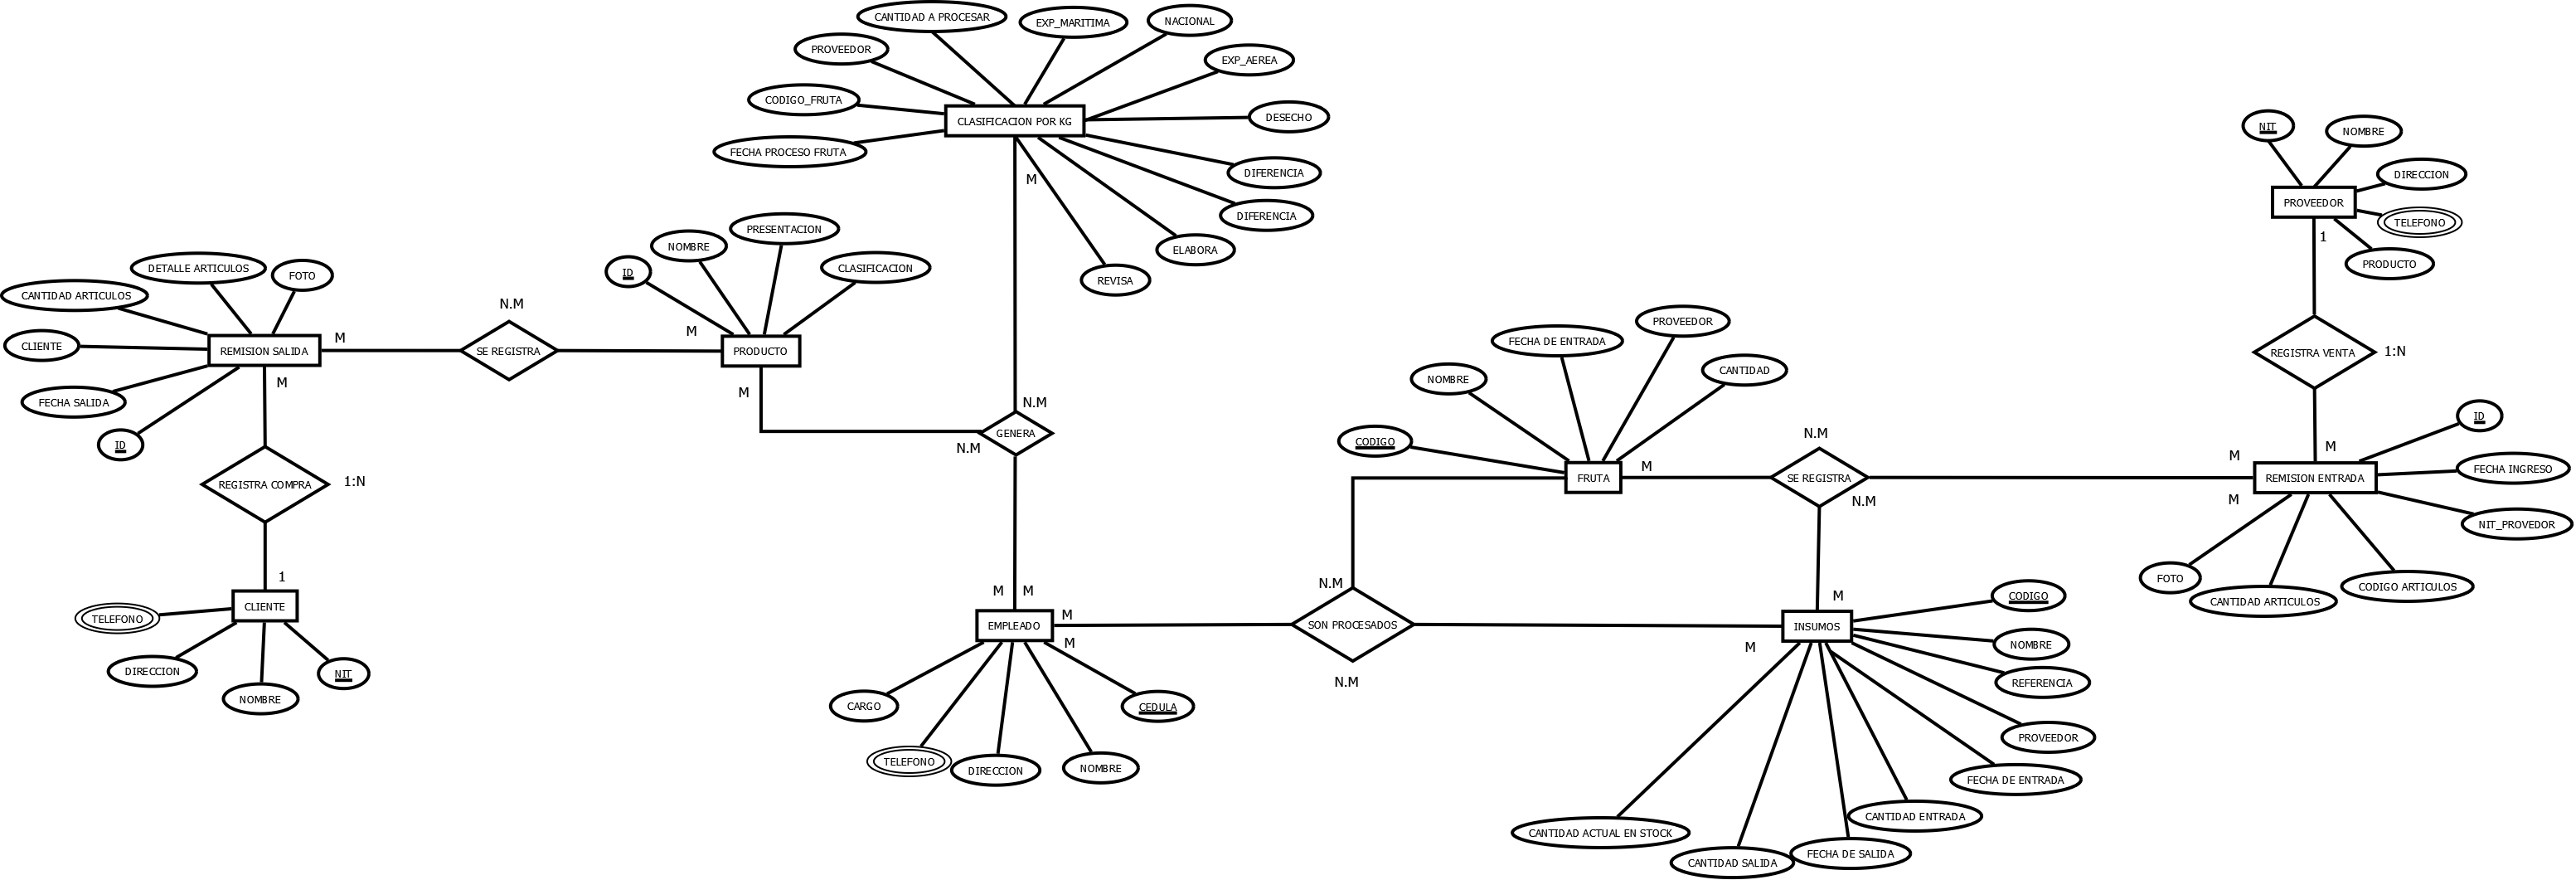 CANTIDAD A PROCESAR
EXP_MARITIMA
NACIONAL
PROVEEDOR
EXP_AEREA
CODIGO_FRUTA
CLASIFICACION POR KG
DESECHO
FECHA PROCESO FRUTA
DIFERENCIA
DIFERENCIA
ELABORA
REVISA
M
NIT
NOMBRE
DIRECCION
PROVEEDOR
TELEFONO
PRODUCTO
1
REGISTRA VENTA
1:N
M
DETALLE ARTICULOS
FOTO
CANTIDAD ARTICULOS
CLIENTE
REMISION SALIDA
FECHA SALIDA
ID
M
N.M
SE REGISTRA
M
M
REGISTRA COMPRA
1:N
1
CLIENTE
TELEFONO
DIRECCION
NOMBRE
NIT
PRESENTACION
NOMBRE
ID
CLASIFICACION
PRODUCTO
M
N.M
GENERA
N.M
M
M
M
EMPLEADO
M
CARGO
CEDULA
TELEFONO
DIRECCION
NOMBRE
PROVEEDOR
FECHA DE ENTRADA
NOMBRE
CANTIDAD
CODIGO
FRUTA
M
N.M
SE REGISTRA
N.M
M
M
REMISION ENTRADA
ID
FECHA INGRESO
NIT_PROVEDOR
FOTO
CANTIDAD ARTICULOS
CODIGO ARTICULOS
N.M
SON PROCESADOS
N.M
M
INSUMOS
M
CODIGO
NOMBRE
REFERENCIA
PROVEEDOR
FECHA DE ENTRADA
CANTIDAD ENTRADA
CANTIDAD ACTUAL EN STOCK
FECHA DE SALIDA
CANTIDAD SALIDA